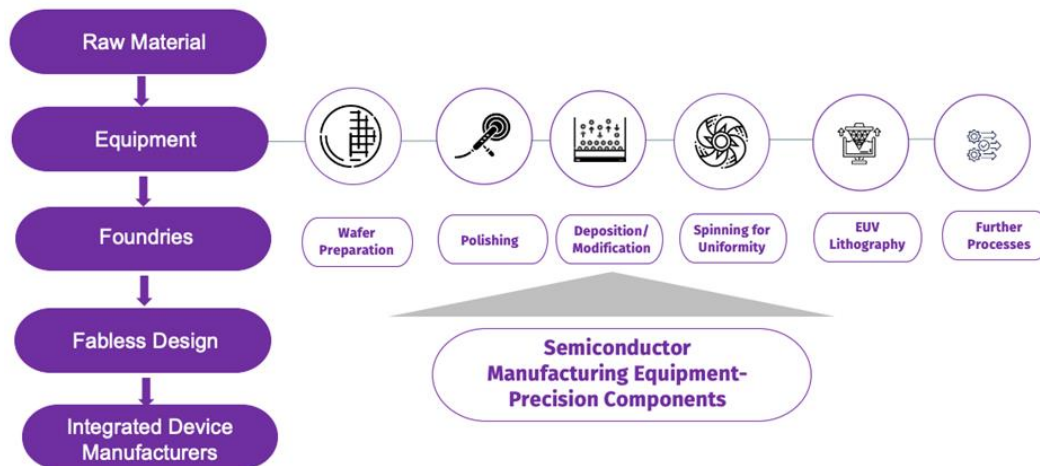 Raw Material
Equipment
Foundries
Fabless Design
Integrated Device
Manufacturers
Wafer
Preparation
Polishing
Deposition/
Modification
Spinning for
Uniformity
EUV
Lithography
Further
Processes
Semiconductor
Manufacturing Equipment-
Precision Components